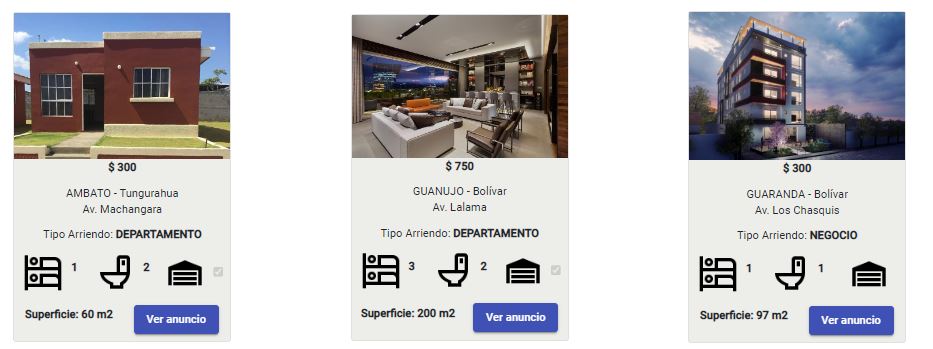 $ 300
AMBATO - Tungurahua
Av. Machangara
Tipo Arriendo: DEPARTAMENTO
1 2
Superficie: 60 m2
Ver anuncio
$ 750
GUANUJO - Bolívar
Av. Lalama
Tipo Arriendo: DEPARTAMENTO
3 2
Superficie: 200 m2
Ver anuncio
$ 300
GUARANDA - Bolívar
Av. Los Chasquis
Tipo Arriendo: NEGOCIO
1 1
Superficie: 97 m2
Ver anuncio